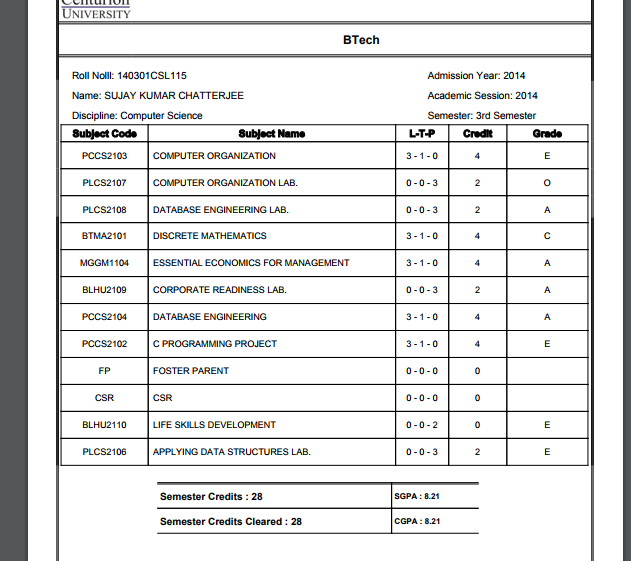 Centurion
UNIVERSITY
BTech
Roll Nolll: 140301CSL115 Admission Year: 2014
Name: SUJAY KUMAR CHATTERJEE Academic Session: 2014
Discipline: Computer Science Semester: 3rd Semester
Subject Code Subject Name L-T-P Credit Grade
PCCS2103 COMPUTER ORGANIZATION 3 - 1 - 0 4 E
PLCS2107 COMPUTER ORGANIZATION LAB. 0 - 0 - 3 2 O
PLCS2108 DATABASE ENGINEERING LAB. 0 - 0 - 3 2 A
BTMA2101 DISCRETE MATHEMATICS 3 - 1 - 0 4 C
MGGM1104 ESSENTIAL ECONOMICS FOR MANAGEMENT 3 - 1 - 0 4 A
BLHU2109 CORPORATE READINESS LAB. 0 - 0 - 3 2 A
PCCS2104 DATABASE ENGINEERING 3 - 1 - 0 4 A
PCCS2102 C PROGRAMMING PROJECT 3 - 1 - 0 4 E
FP FOSTER PARENT 0 - 0 - 0 0
CSR CSR 0 - 0 - 0 0
BLHU2110 LIFE SKILLS DEVELOPMENT 0 - 0 - 2 0 E
PLCS2106 APPLYING DATA STRUCTURES LAB. 0 - 0 - 3 2 E
Semester Credits : 28 SGPA : 8.21
Semester Credits Cleared : 28 CGPA : 8.21